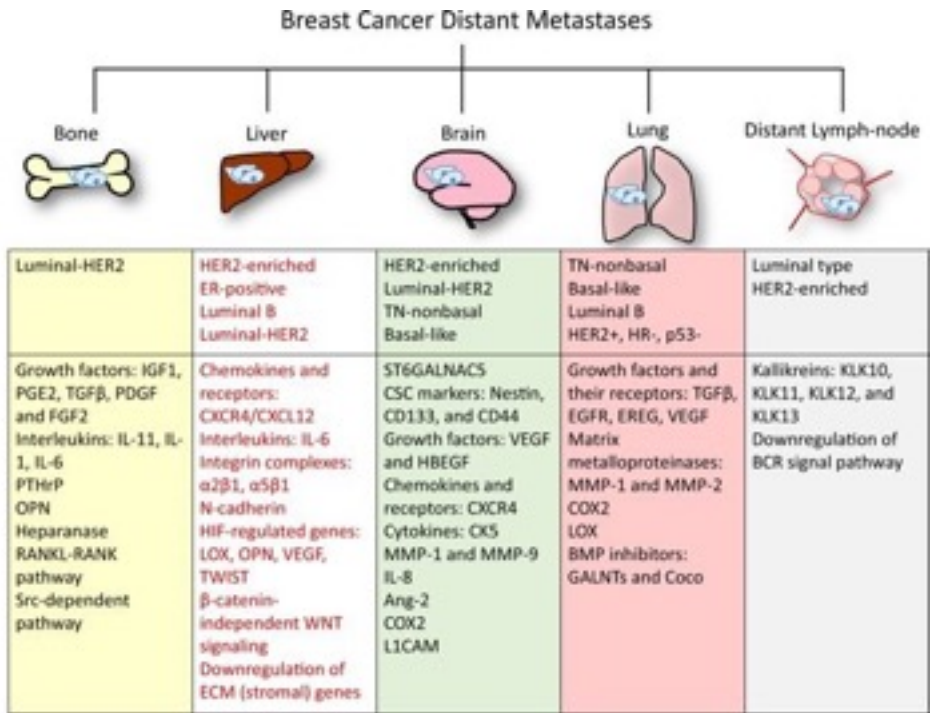 Breast Cancer Distant Metastases
Bone
Liver
Brain
Lung
Distant Lymph-node
Luminal-HER2
HER2-enriched
ER-positive
Luminal B
Luminal-HER2
HER2-enriched
Luminal-HER2
TN-nonbasal
Basal-like
TN-nonbasal
Basal-like
Luminal B
HER2+, HR-, p53-
Luminal type
HER2-enriched
Growth factors: IGF1,
PGE2, TGFβ, PDGF
and FGF2
Interleukins: IL-11, IL-
1, IL-6
PTHrP
OPN
Heparanase
RANKL-RANK
pathway
Src-dependent
pathway
Chemokines and
receptors:
CXCR4/CXCL12
Interleukins: IL-6
Integrin complexes:
α2β1, α5β1
N-cadherin
HIF-regulated genes:
LOX, OPN, VEGF,
TWIST
β-catenin-
independent WNT
signaling
Downregulation of
ECM (stromal) genes
ST6GALNAC5
CSC markers: Nestin,
CD133, and CD44
Growth factors: VEGF
and HBEGF
Chemokines and
receptors: CXCR4
Cytokines: CK5
MMP-1 and MMP-9
IL-8
Ang-2
COX2
L1CAM
Growth factors and
their receptors: TGFβ,
EGFR, EREG, VEGF
Matrix
metalloproteinases:
MMP-1 and MMP-2
COX2
LOX
BMP inhibitors:
GALNTs and Coco
Kallikreins: KLK10,
KLK11, KLK12, and
KLK13
Downregulation of
BCR signal pathway